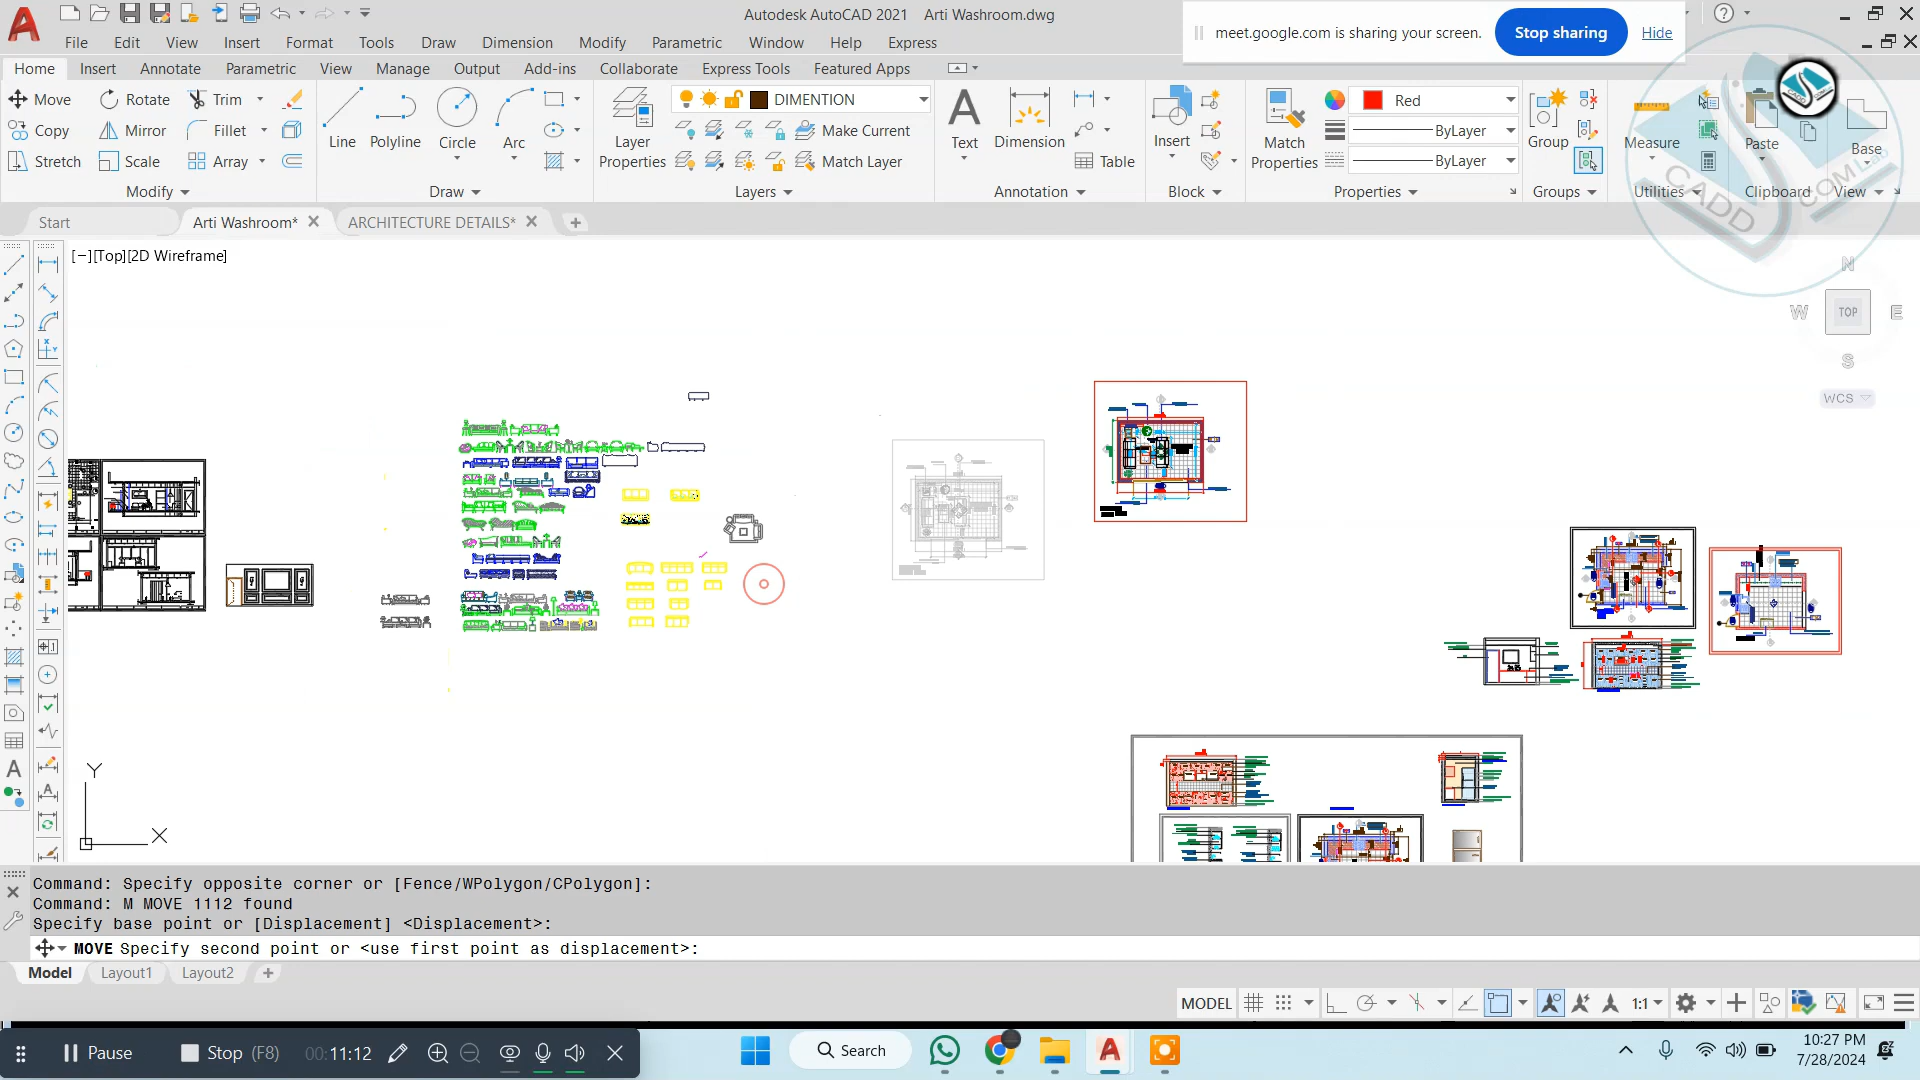 Autodesk AutoCAD 2021 Arti Washroom.dwg
meet.google.com is sharing your screen. Stop sharing Hide
File Edit View Insert Format Tools Draw Dimension Modify Parametric Window Help Express
Home Insert Annotate Parametric View Manage Output Add-ins Collaborate Express Tools Featured Apps
Move Rotate Trim
Copy Mirror Fillet
Stretch Scale Array
Modify
Line Polyline Circle Arc
Draw
Layer Properties
DIMENTION
Make Current
Match Layer
Layers
Text Dimension Table
Annotation
Insert
Block
Match Properties
Red
ByLayer
ByLayer
Properties
Group
Groups
Measure
Utilities
Paste
Clipboard
Base
View
CADD
Start Arti Washroom* ARCHITECTURE DETAILS*
[−][Top][2D Wireframe]
N
W TOP E
S
WCS
Y
X
Command: Specify opposite corner or [Fence/WPolygon/CPolygon]:
Command: M MOVE 1112 found
Specify base point or [Displacement] <Displacement>:
MOVE Specify second point or <use first point as displacement>:
Model Layout1 Layout2
MODEL 1:1
Pause Stop (F8) 00:11:12
Search
10:27 PM
7/28/2024